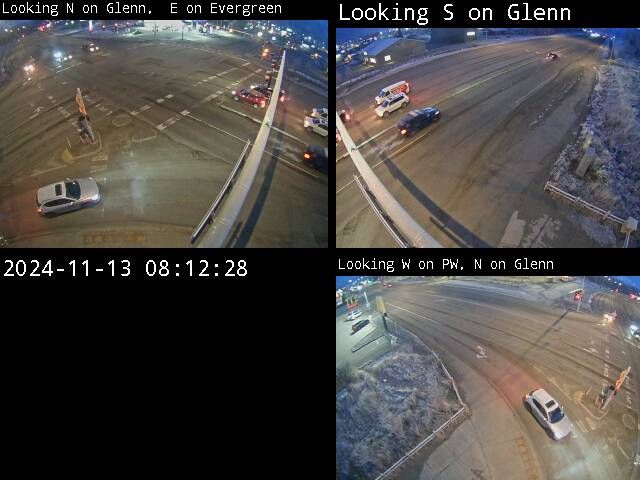 Looking N on Glenn, E on Evergreen
Looking S on Glenn
2024-11-13 08:12:28
Looking W on PW, N on Glenn